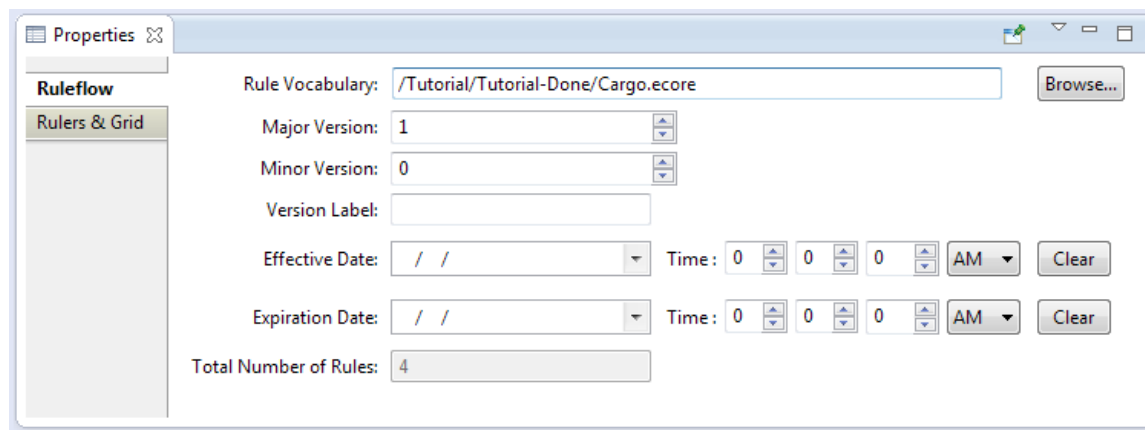 Properties
Ruleflow
Rulers & Grid
Rule Vocabulary: /Tutorial/Tutorial-Done/Cargo.ecore Browse...
Major Version: 1
Minor Version: 0
Version Label:
Effective Date: / / Time: 0 0 0 AM Clear
Expiration Date: / / Time: 0 0 0 AM Clear
Total Number of Rules: 4